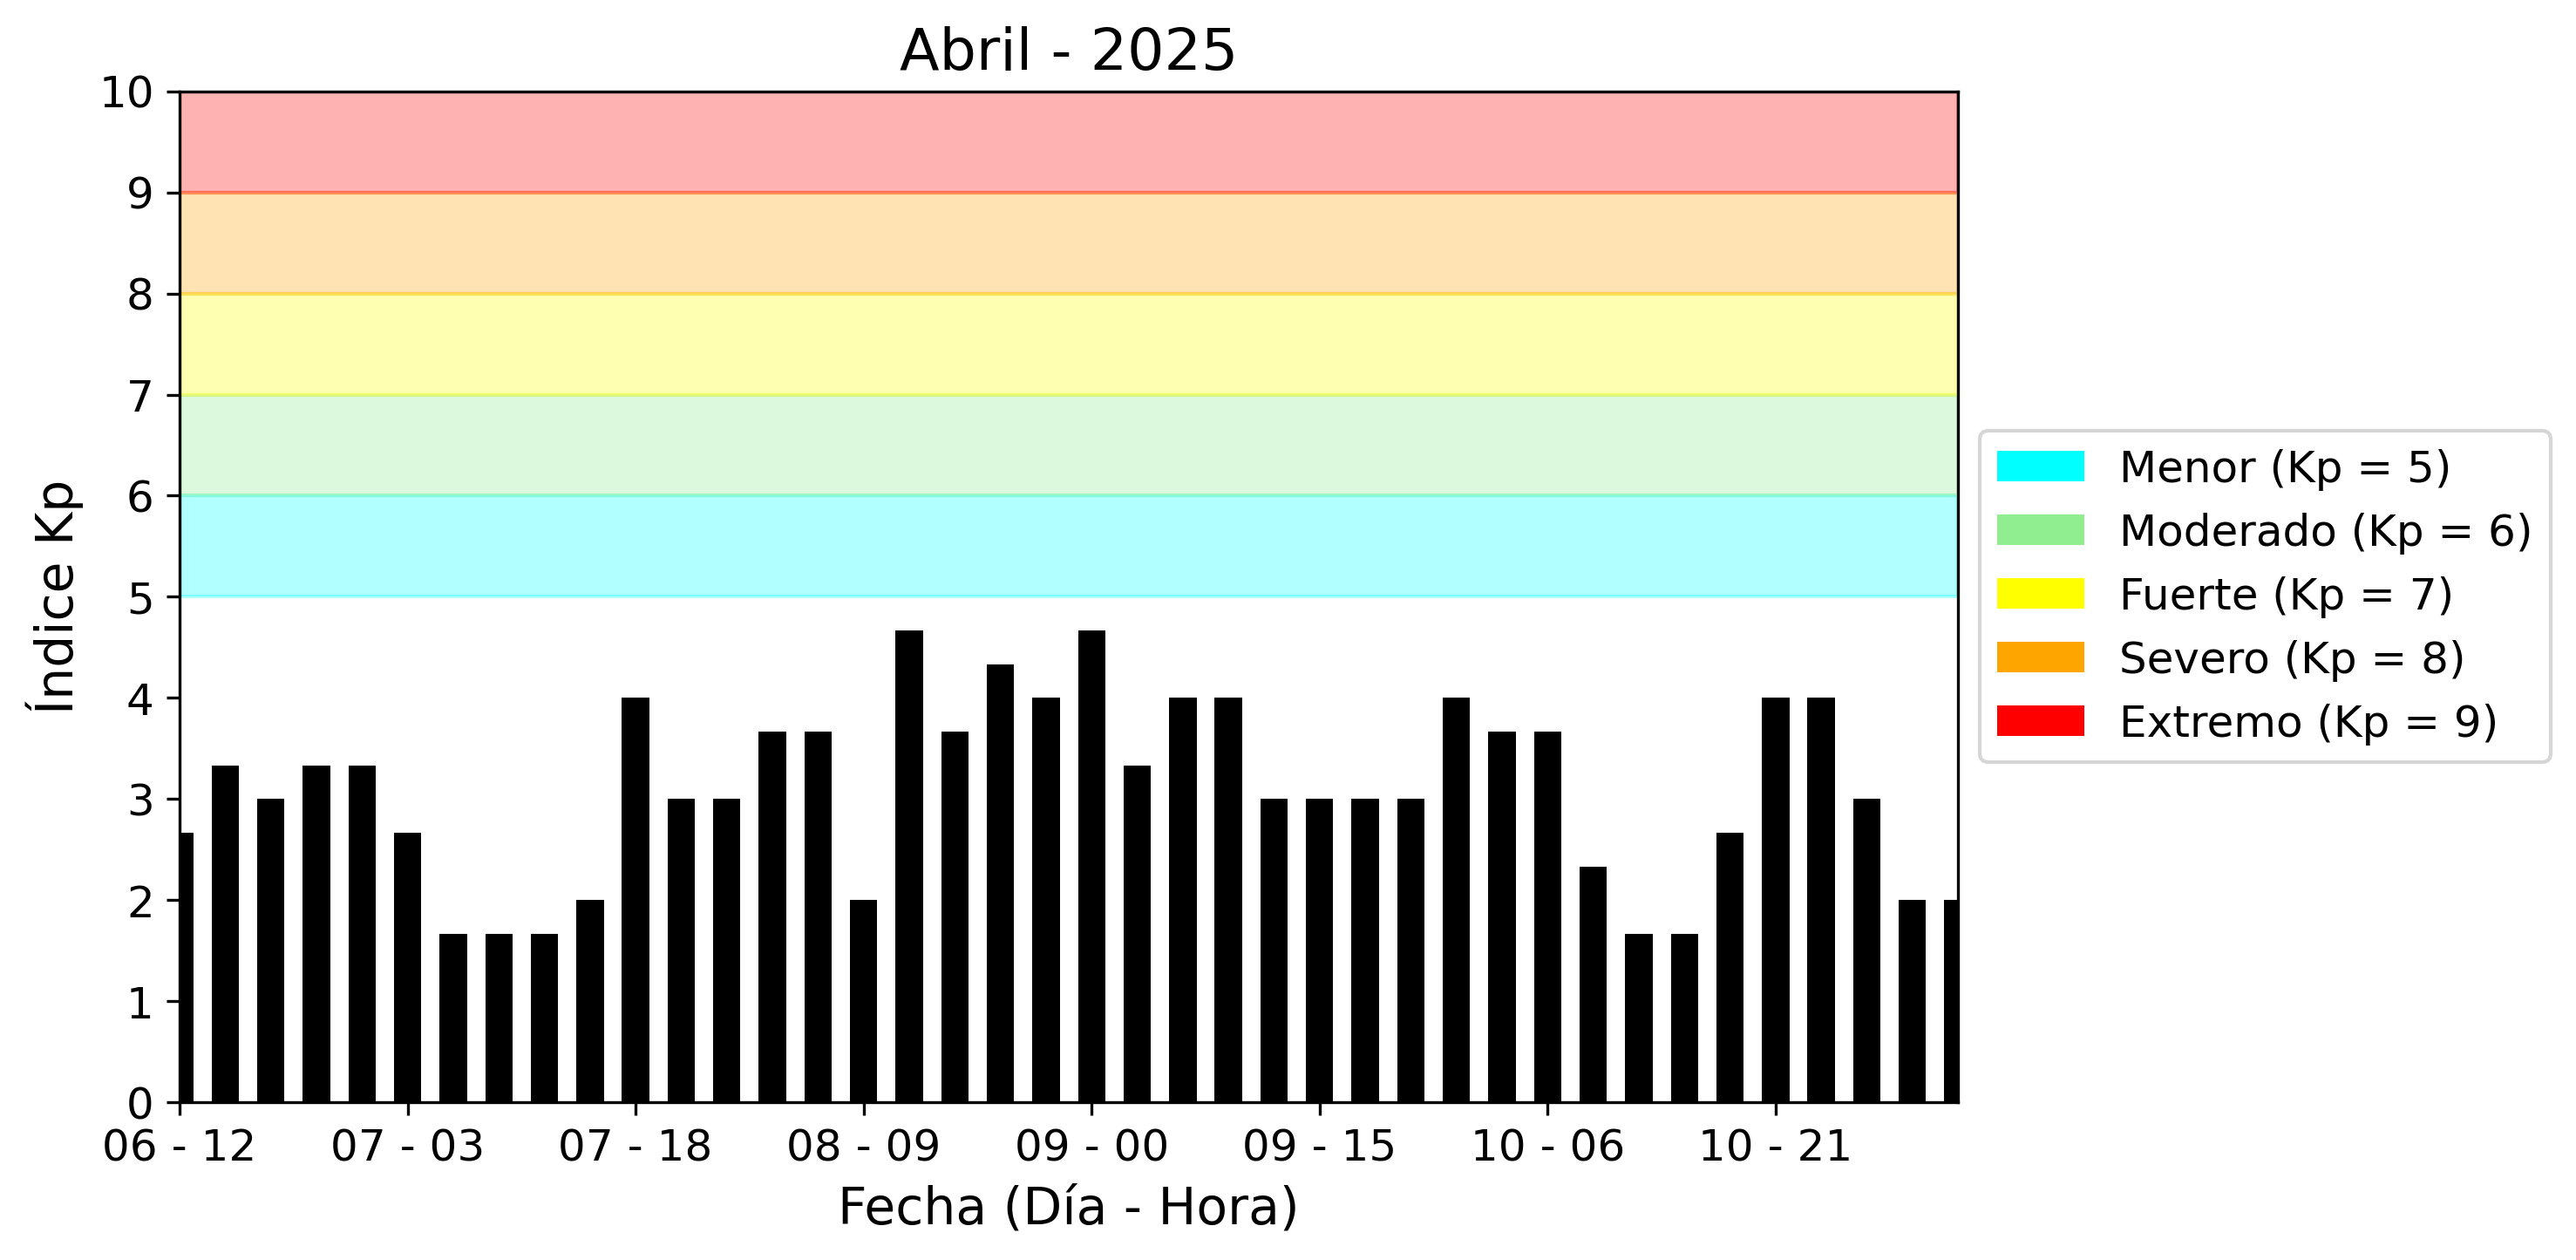 Abril - 2025
10
9
8
7
6
5
4
3
2
1
0
Índice Kp
06 - 12
07 - 03
07 - 18
08 - 09
09 - 00
09 - 15
10 - 06
10 - 21
Fecha (Día - Hora)
Menor (Kp = 5)
Moderado (Kp = 6)
Fuerte (Kp = 7)
Severo (Kp = 8)
Extremo (Kp = 9)